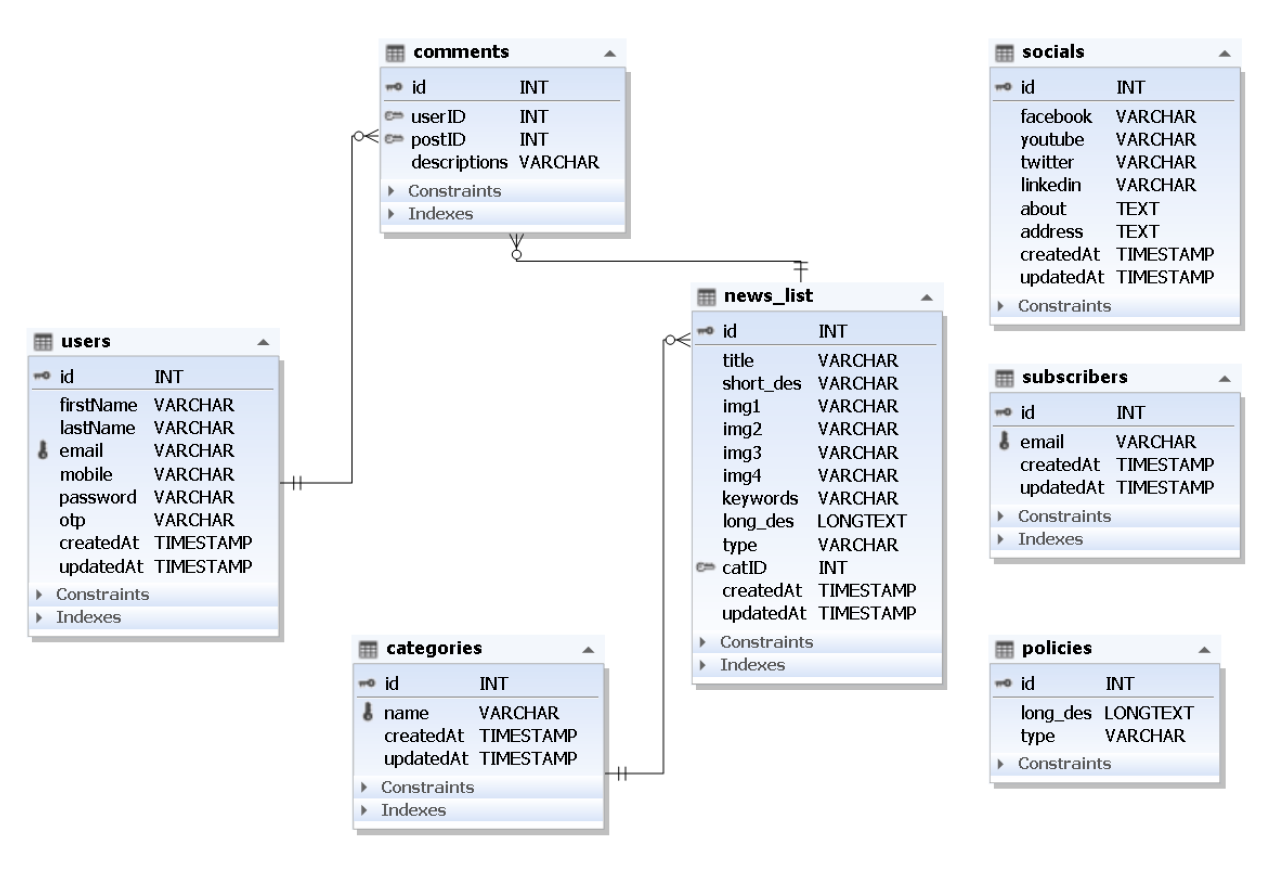 comments
id INT
userID INT
postID INT
descriptions VARCHAR
Constraints
Indexes
socials
id INT
facebook VARCHAR
youtube VARCHAR
twitter VARCHAR
linkedin VARCHAR
about TEXT
address TEXT
createdAt TIMESTAMP
updatedAt TIMESTAMP
Constraints
news_list
id INT
title VARCHAR
short_des VARCHAR
img1 VARCHAR
img2 VARCHAR
img3 VARCHAR
img4 VARCHAR
keywords VARCHAR
long_des LONGTEXT
type VARCHAR
catID INT
createdAt TIMESTAMP
updatedAt TIMESTAMP
Constraints
Indexes
users
id INT
firstName VARCHAR
lastName VARCHAR
email VARCHAR
mobile VARCHAR
password VARCHAR
otp VARCHAR
createdAt TIMESTAMP
updatedAt TIMESTAMP
Constraints
Indexes
subscribers
id INT
email VARCHAR
createdAt TIMESTAMP
updatedAt TIMESTAMP
Constraints
Indexes
categories
id INT
name VARCHAR
createdAt TIMESTAMP
updatedAt TIMESTAMP
Constraints
Indexes
policies
id INT
long_des LONGTEXT
type VARCHAR
Constraints